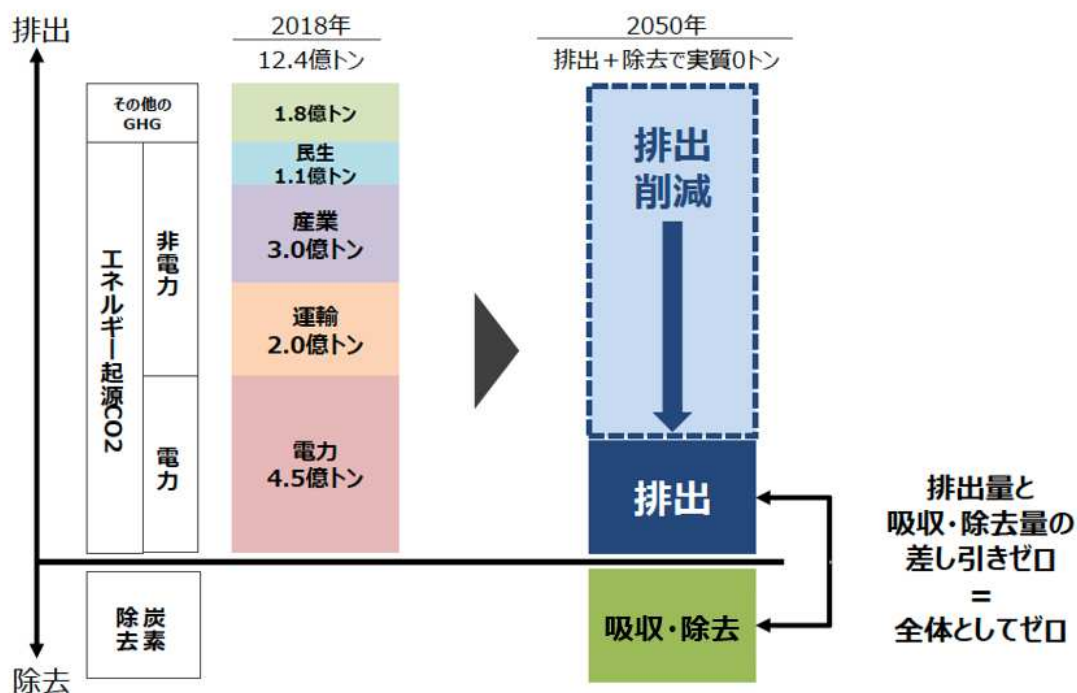 排出
2018年
12.4億トン
2050年
排出+除去で実質0トン
その他の
GHG
1.8億トン
エネルギー起源CO2
非電力
民生
1.1億トン
産業
3.0億トン
運輸
2.0億トン
電力
電力
4.5億トン
排出
削減
排出
吸収・除去
排出量と
吸収・除去量の
差し引きゼロ
=
全体としてゼロ
炭素
除去
除去